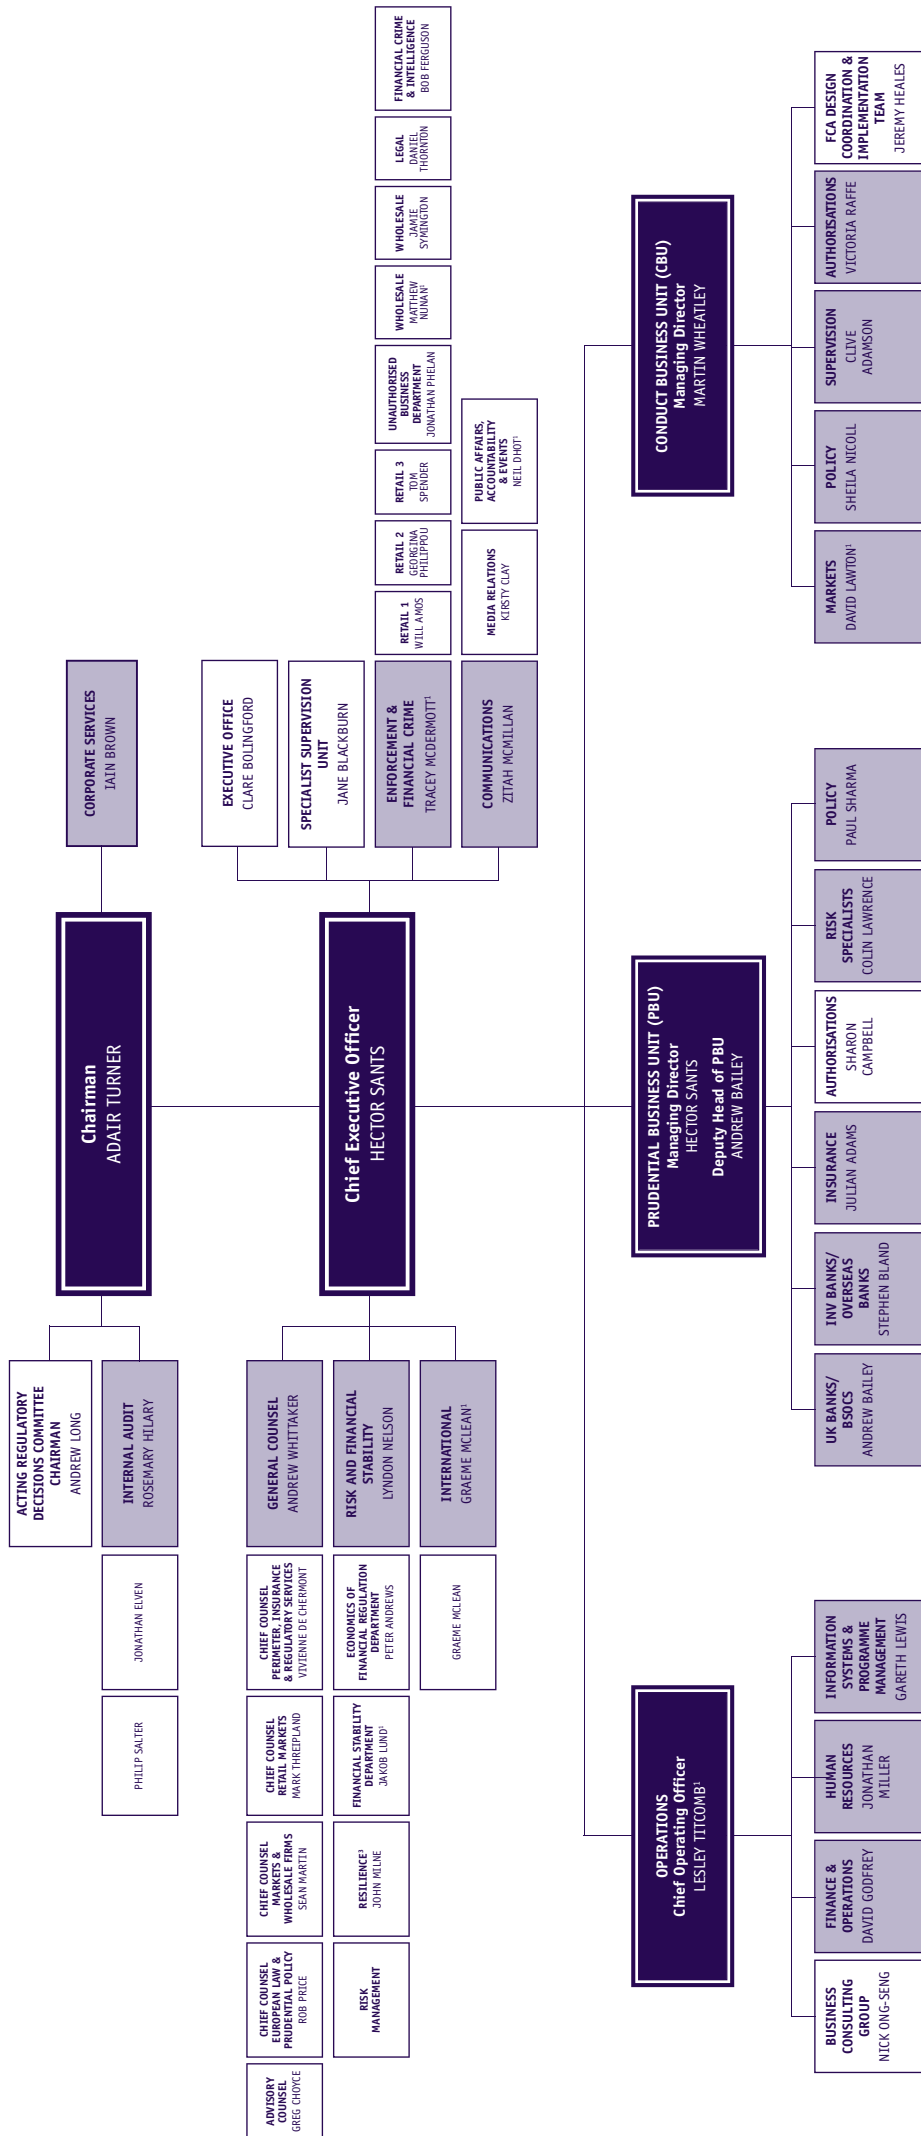 Chairman
ADAIR TURNER
CORPORATE SERVICES
IAIN BROWN
ACTING REGULATORY
DECISIONS COMMITTEE
CHAIRMAN
ANDREW LONG
INTERNAL AUDIT
ROSEMARY HILARY
JONATHAN ELVEN
PHILIP SALTER
Chief Executive Officer
HECTOR SANTS
EXECUTIVE OFFICE
CLARE BOLINGFORD
SPECIALIST SUPERVISION
UNIT
JANE BLACKBURN
ENFORCEMENT &
FINANCIAL CRIME
TRACEY MCDERMOTT¹
RETAIL 1
WILL AMOS
RETAIL 2
GEORGINA
PHILIPPOU
RETAIL 3
TOM
SPENDER
UNAUTHORISED
BUSINESS
DEPARTMENT
JONATHAN PHELAN
WHOLESALE
MATTHEW
NUNAN¹
WHOLESALE
JAMIE
SYMINGTON
LEGAL
DANIEL
THORNTON
FINANCIAL CRIME
& INTELLIGENCE
BOB FERGUSON
COMMUNICATIONS
ZITAH MCMILLAN
MEDIA RELATIONS
KIRSTY CLAY
PUBLIC AFFAIRS,
ACCOUNTABILITY
& EVENTS
NEIL DHOT¹
GENERAL COUNSEL
ANDREW WHITTAKER
CHIEF COUNSEL
PERIMETER, INSURANCE
& REGULATORY SERVICES
VIVIENNE DE CHERMONT
CHIEF COUNSEL
RETAIL MARKETS
MARK THREIPLAND
CHIEF COUNSEL
MARKETS &
WHOLESALE FIRMS
SEAN MARTIN
CHIEF COUNSEL
EUROPEAN LAW &
PRUDENTIAL POLICY
ROB PRICE
ADVISORY
COUNSEL
GREG CHOYCE
RISK AND FINANCIAL
STABILITY
LYNDON NELSON
ECONOMICS OF
FINANCIAL REGULATION
DEPARTMENT
PETER ANDREWS
FINANCIAL STABILITY
DEPARTMENT
JAKOB LUND¹
RESILIENCE³
JOHN MILNE
RISK
MANAGEMENT
INTERNATIONAL
GRAEME MCLEAN¹
GRAEME MCLEAN
OPERATIONS
Chief Operating Officer
LESLEY TITCOMB¹
BUSINESS
CONSULTING
GROUP
NICK ONG-SENG
FINANCE &
OPERATIONS
DAVID GODFREY
HUMAN
RESOURCES
JONATHAN
MILLER
INFORMATION
SYSTEMS &
PROGRAMME
MANAGEMENT
GARETH LEWIS
PRUDENTIAL BUSINESS UNIT (PBU)
Managing Director
HECTOR SANTS
Deputy Head of PBU
ANDREW BAILEY
UK BANKS/
BSOCS
ANDREW BAILEY
INV BANKS/
OVERSEAS
BANKS
STEPHEN BLAND
INSURANCE
JULIAN ADAMS
AUTHORISATIONS
SHARON
CAMPBELL
RISK
SPECIALISTS
COLIN LAWRENCE
POLICY
PAUL SHARMA
CONDUCT BUSINESS UNIT (CBU)
Managing Director
MARTIN WHEATLEY
MARKETS
DAVID LAWTON¹
POLICY
SHEILA NICOLL
SUPERVISION
CLIVE
ADAMSON
AUTHORISATIONS
VICTORIA RAFFE
FCA DESIGN
COORDINATION &
IMPLEMENTATION
TEAM
JEREMY HEALES